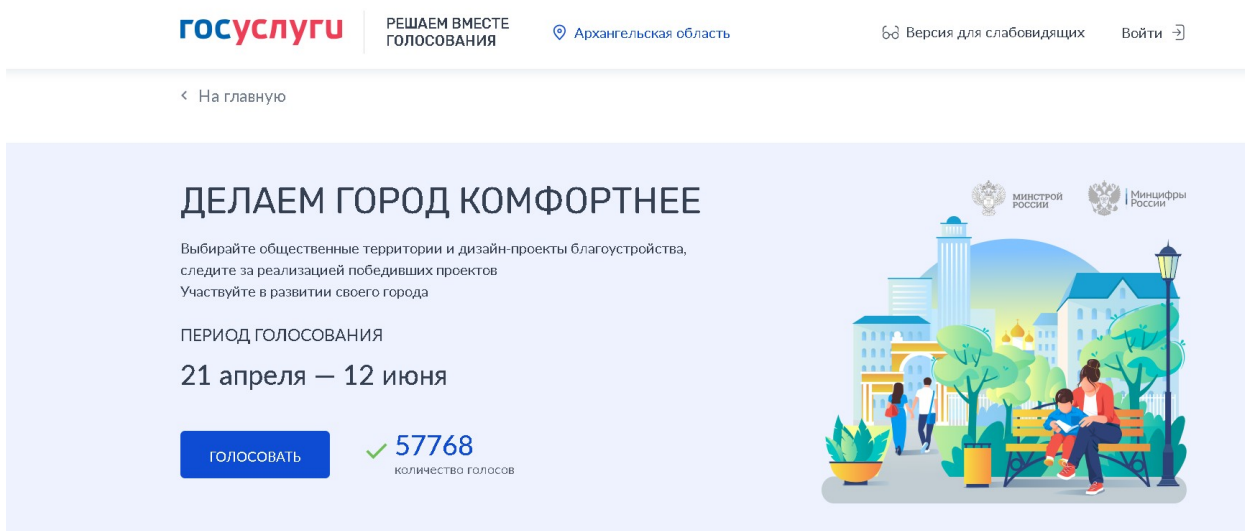 госуслуги
РЕШАЕМ ВМЕСТЕ
ГОЛОСОВАНИЯ
Архангельская область
Версия для слабовидящих
Войти
На главную
ДЕЛАЕМ ГОРОД КОМФОРТНЕЕ
МИНСТРОЙ
РОССИИ
Минцифры
России
Выбирайте общественные территории и дизайн-проекты благоустройства,
следите за реализацией победивших проектов
Участвуйте в развитии своего города
ПЕРИОД ГОЛОСОВАНИЯ
21 апреля — 12 июня
ГОЛОСОВАТЬ
57768
количество голосов